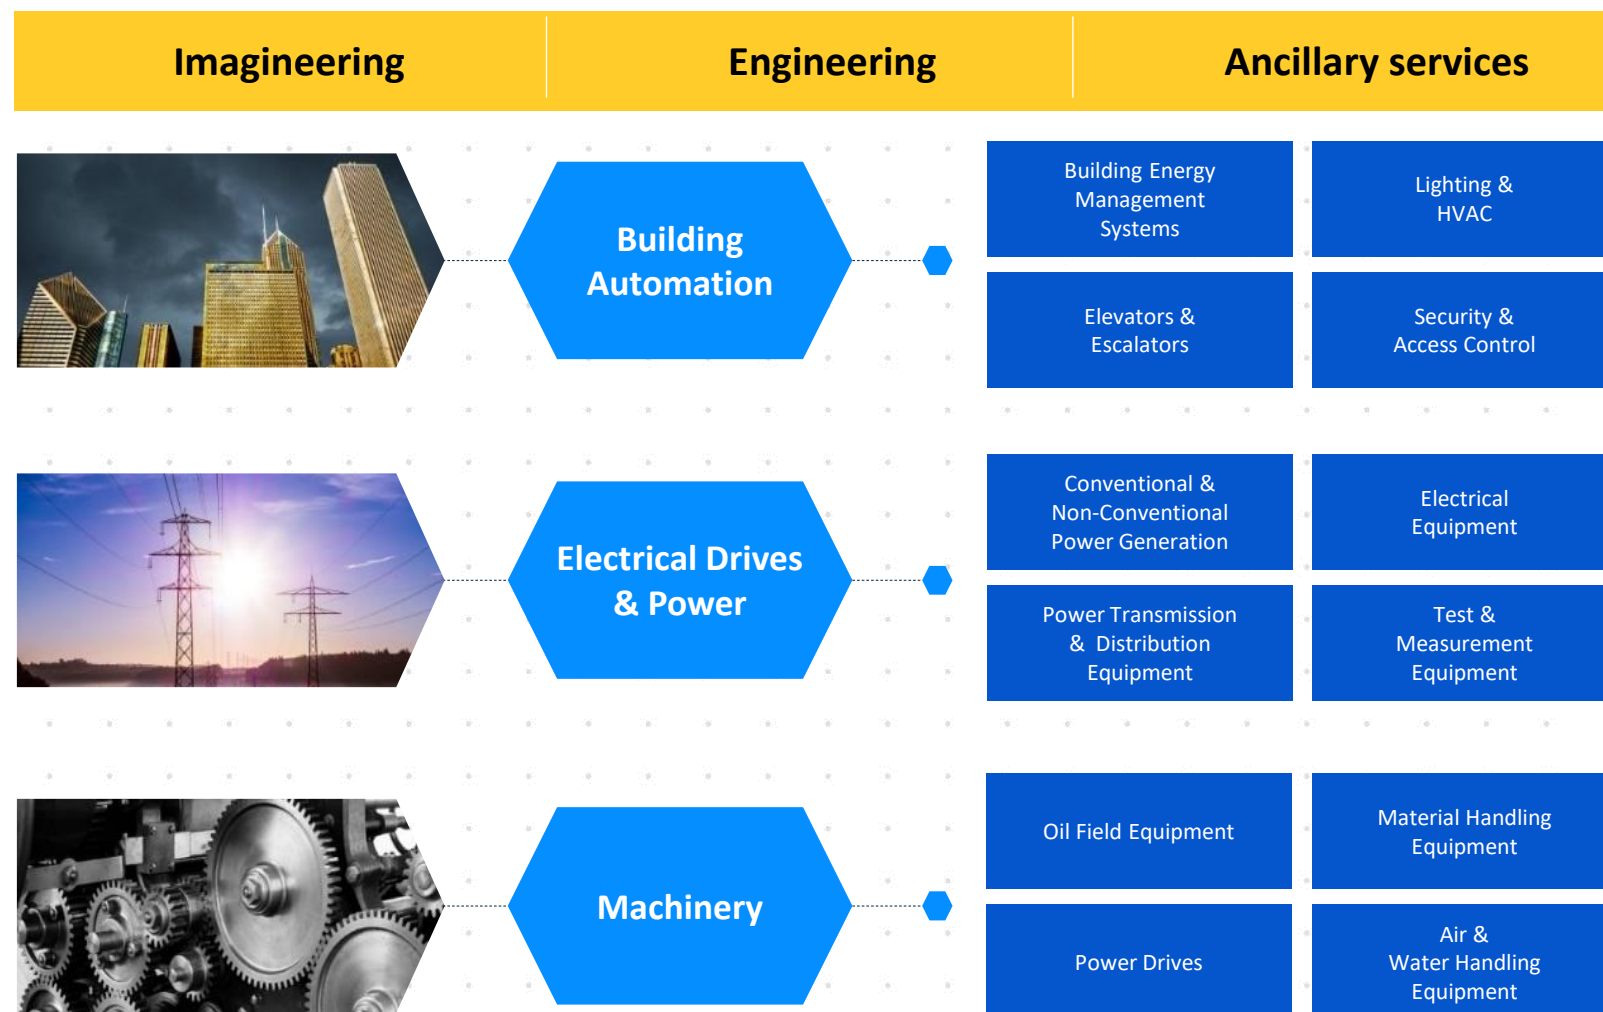 Imagineering
Engineering
Ancillary services
Building
Automation
Building Energy
Management
Systems
Lighting &
HVAC
Elevators &
Escalators
Security &
Access Control
Electrical Drives
& Power
Conventional &
Non-Conventional
Power Generation
Electrical
Equipment
Power Transmission
& Distribution
Equipment
Test &
Measurement
Equipment
Machinery
Oil Field Equipment
Material Handling
Equipment
Power Drives
Air &
Water Handling
Equipment